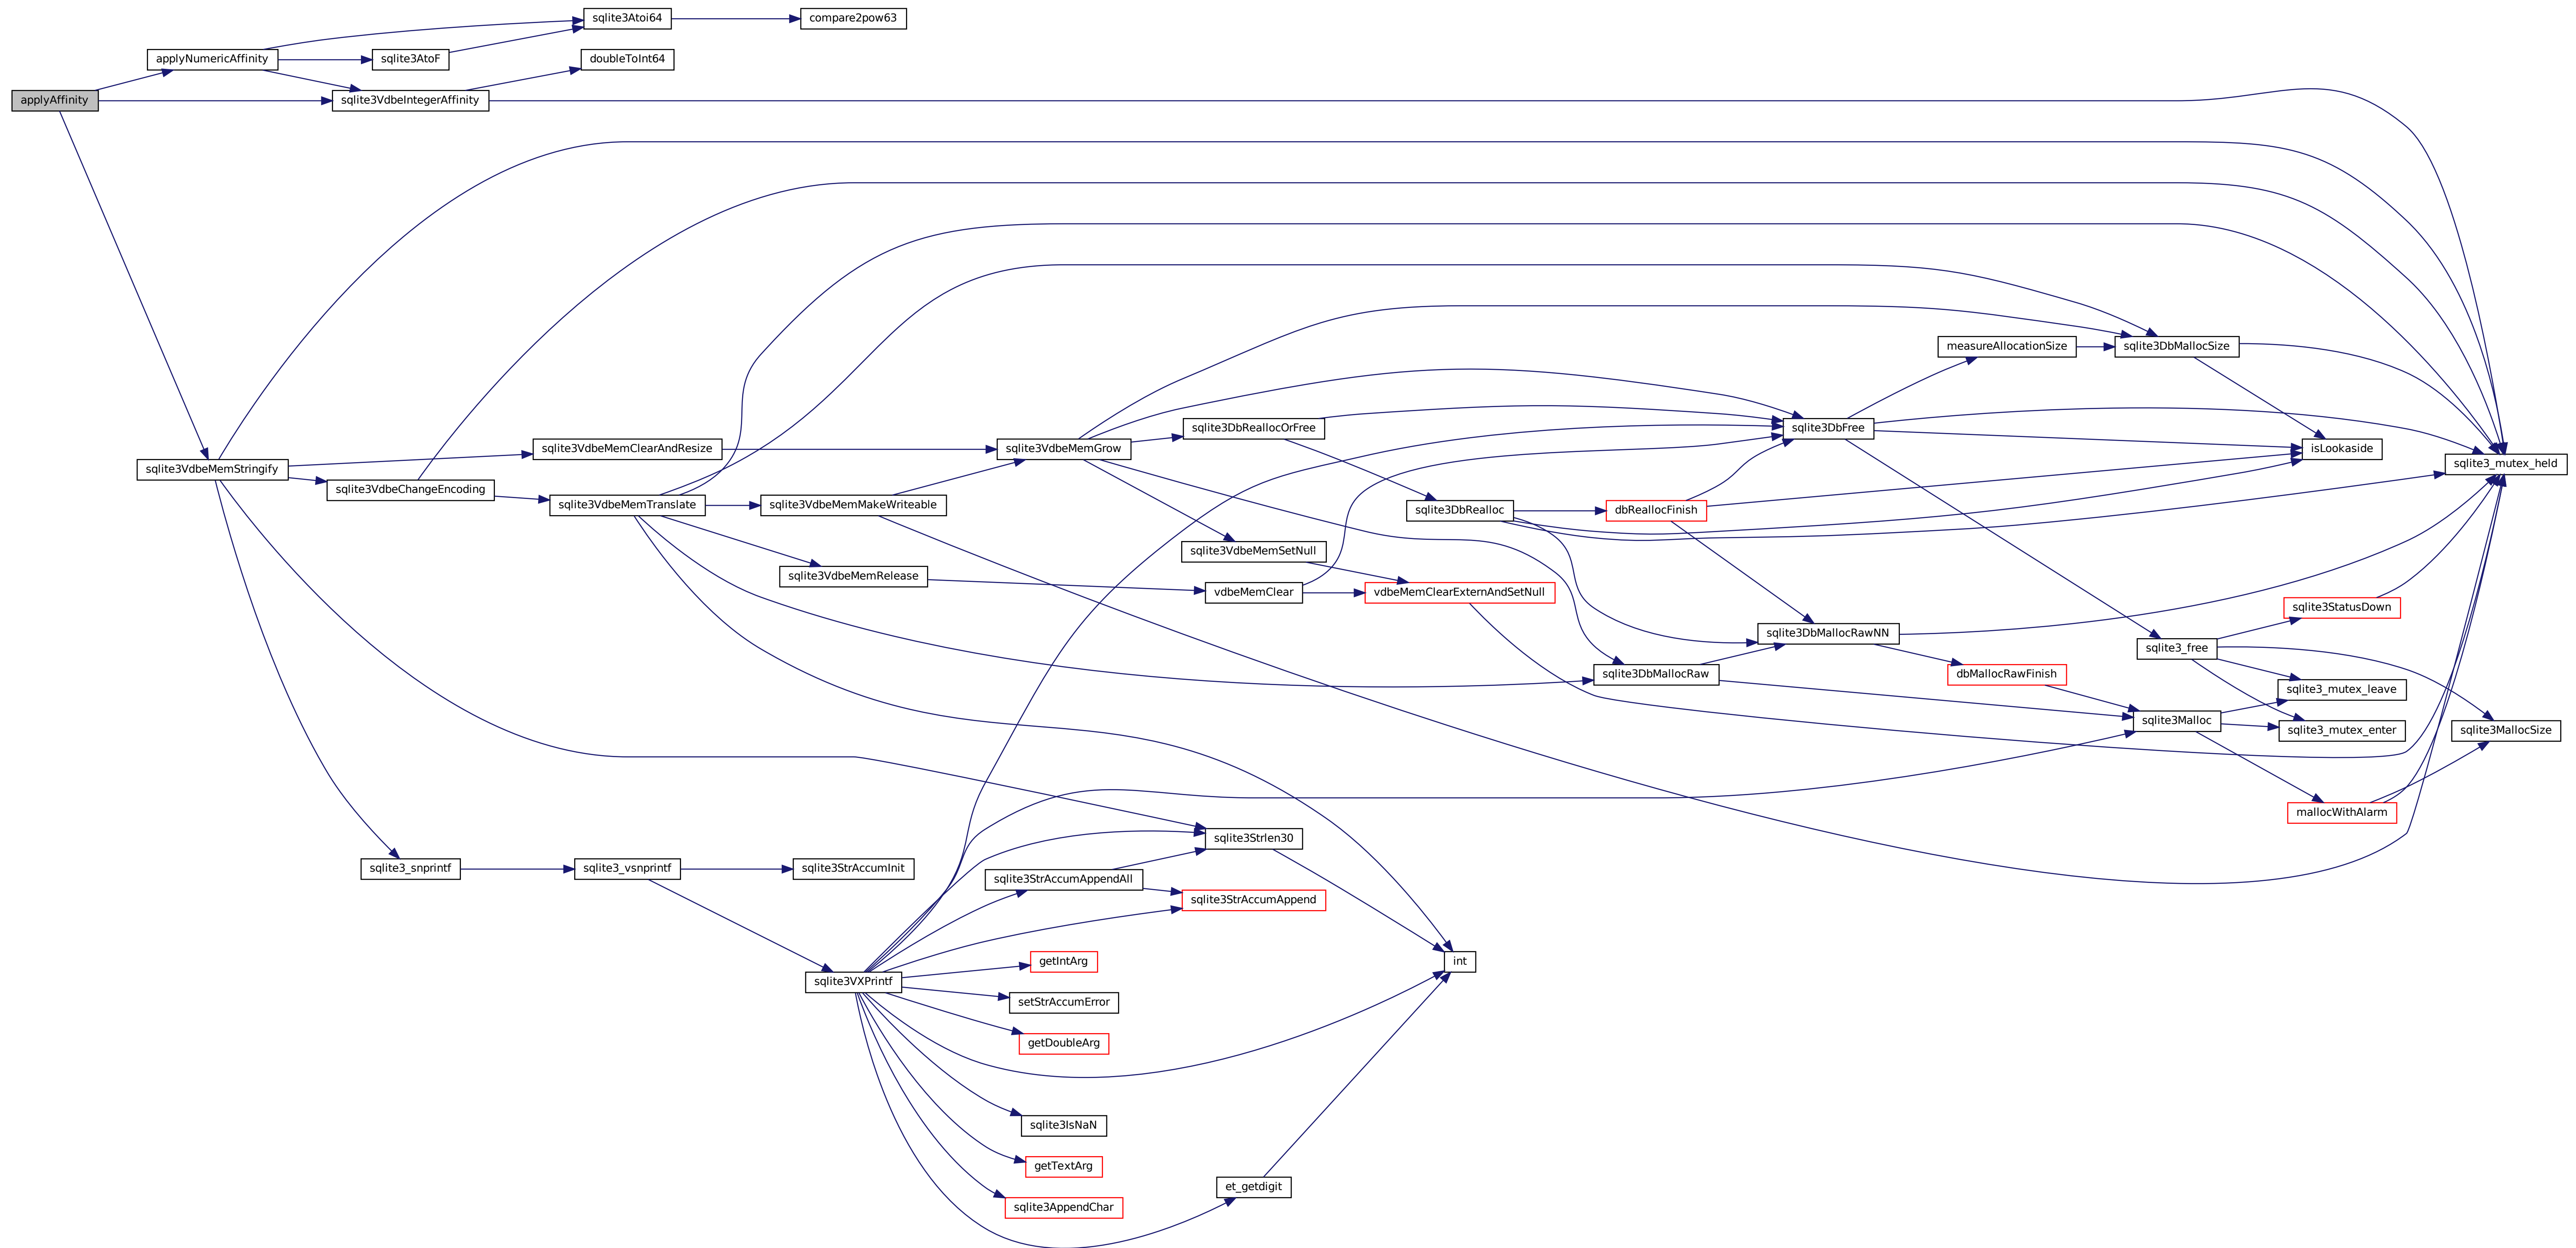 sqlite3Atoi64
compare2pow63
applyNumericAffinity
sqlite3AtoF
doubleToInt64
applyAffinity
sqlite3VdbeIntegerAffinity
measureAllocationSize
sqlite3DbMallocSize
sqlite3DbReallocOrFree
sqlite3DbFree
sqlite3VdbeMemClearAndResize
sqlite3VdbeMemGrow
isLookaside
sqlite3VdbeMemStringify
sqlite3_mutex_held
sqlite3VdbeChangeEncoding
sqlite3VdbeMemTranslate
sqlite3VdbeMemMakeWriteable
sqlite3DbRealloc
dbReallocFinish
sqlite3VdbeMemSetNull
sqlite3VdbeMemRelease
vdbeMemClear
vdbeMemClearExternAndSetNull
sqlite3StatusDown
sqlite3DbMallocRawNN
sqlite3_free
sqlite3DbMallocRaw
dbMallocRawFinish
sqlite3_mutex_leave
sqlite3Malloc
sqlite3_mutex_enter
sqlite3MallocSize
mallocWithAlarm
sqlite3Strlen30
sqlite3_snprintf
sqlite3_vsnprintf
sqlite3StrAccumInit
sqlite3StrAccumAppendAll
sqlite3StrAccumAppend
getIntArg
int
sqlite3VXPrintf
setStrAccumError
getDoubleArg
sqlite3IsNaN
getTextArg
et_getdigit
sqlite3AppendChar